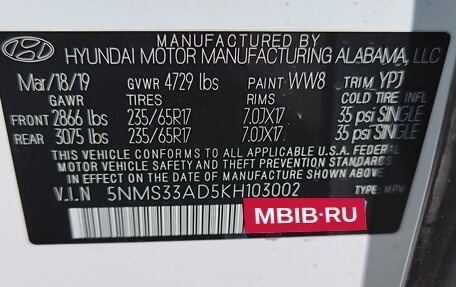 MANUFACTURED BY
HYUNDAI MOTOR MANUFACTURING ALABAMA, LLC
Mar/18/19 GVWR 4729 lbs PAINT WW8 TRIM YPJ
GAWR TIRES RIMS COLD TIRE INFL
FRONT 2866 lbs 235/65R17 7.0JX17 35 psi SINGLE
REAR 3075 lbs 235/65R17 7.0JX17 35 psi SINGLE
THIS VEHICLE CONFORMS TO ALL APPLICABLE U.S.A. FEDERAL
MOTOR VEHICLE SAFETY AND THEFT PREVENTION STANDARDS
IN EFFECT ON THE DATE OF MANUFACTURE SHOWN ABOVE.
V.I.N 5NMS33AD5KH103002 TYPE: MPV
MBIB-RU